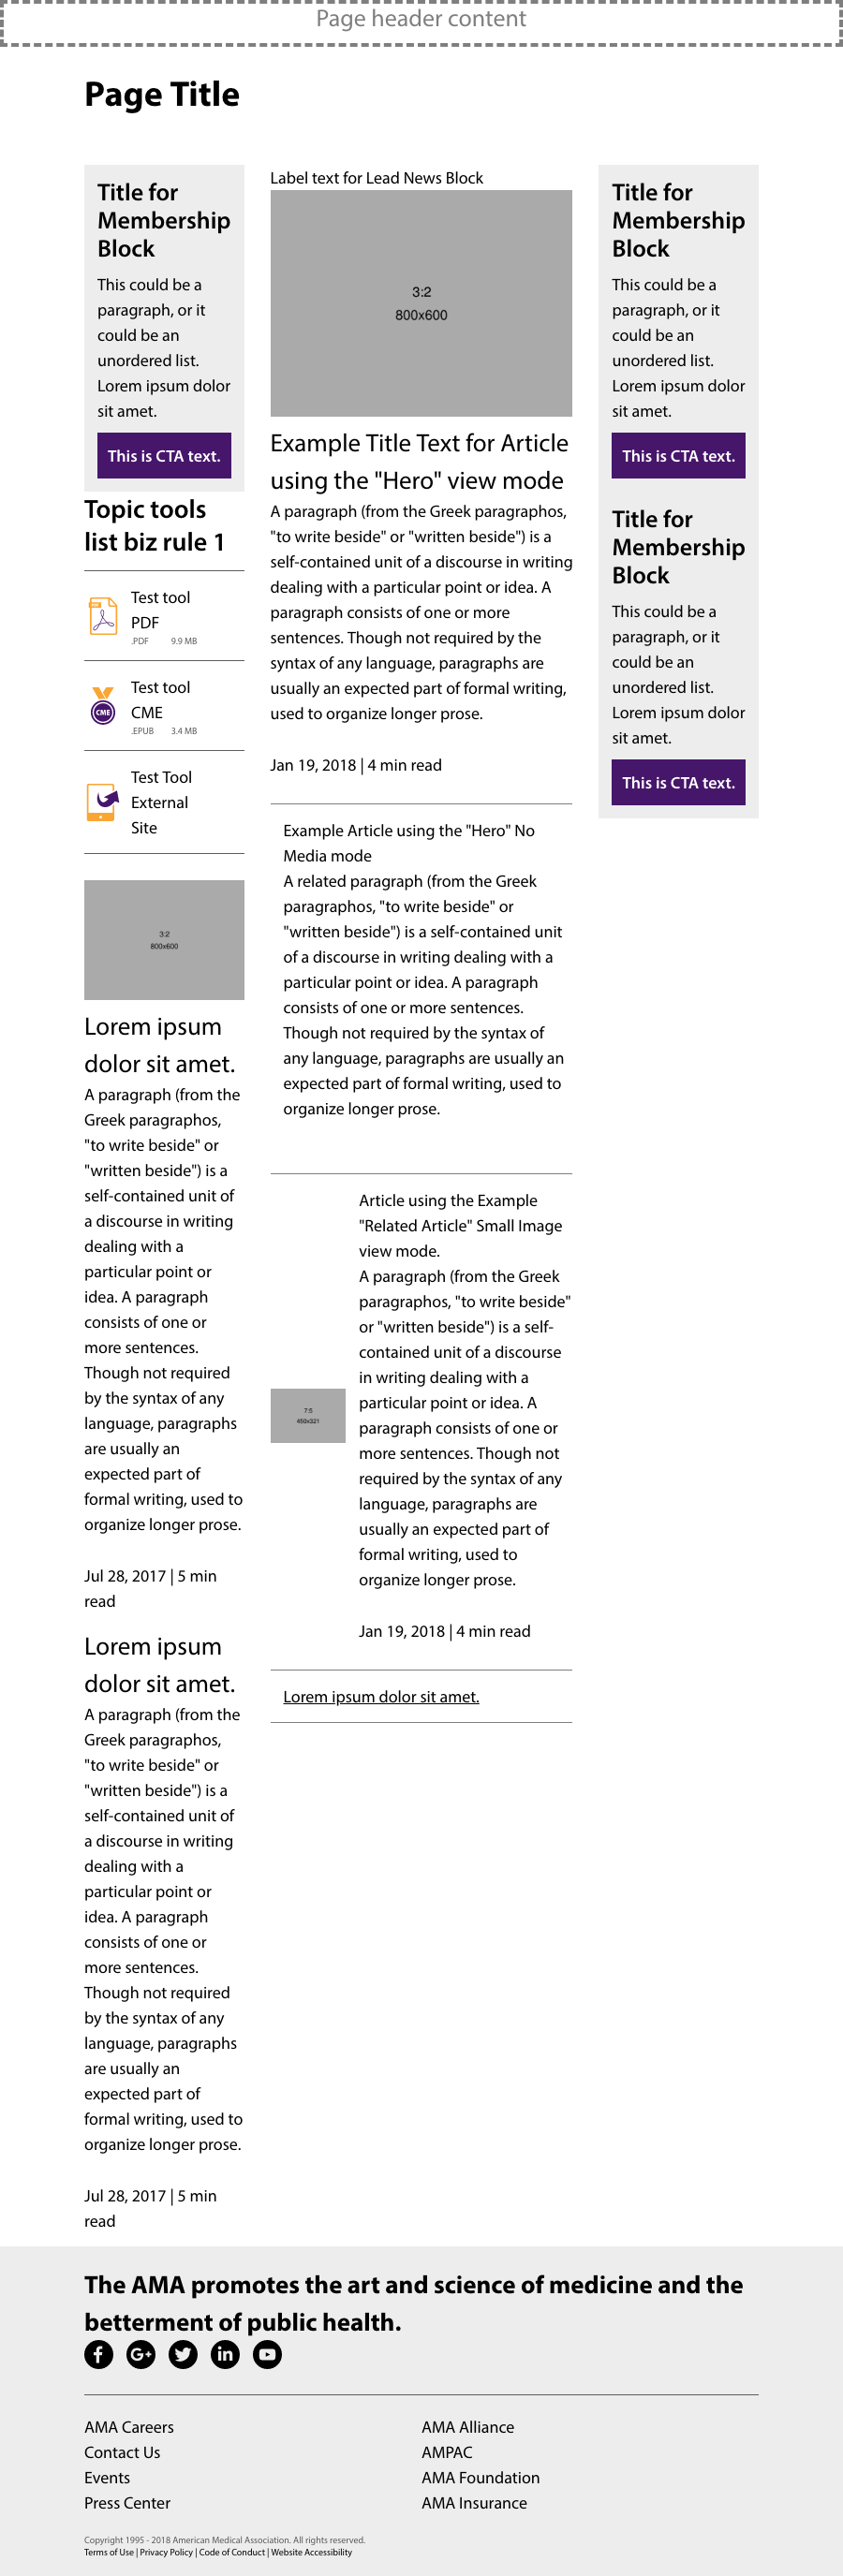 Page header content
Page Title
Title for
Membership
Block
This could be a
paragraph, or it
could be an
unordered list.
Lorem ipsum dolor
sit amet.
This is CTA text.
Topic tools
list biz rule 1
Test tool
PDF
.PDF 9.9 MB
CME
Test tool
CME
.EPUB 3.4 MB
Test Tool
External
Site
3:2
800x600
Lorem ipsum
dolor sit amet.
A paragraph (from the
Greek paragraphos,
"to write beside" or
"written beside") is a
self-contained unit of
a discourse in writing
dealing with a
particular point or
idea. A paragraph
consists of one or
more sentences.
Though not required
by the syntax of any
language, paragraphs
are usually an
expected part of
formal writing, used to
organize longer prose.
Jul 28, 2017 | 5 min
read
Lorem ipsum
dolor sit amet.
A paragraph (from the
Greek paragraphos,
"to write beside" or
"written beside") is a
self-contained unit of
a discourse in writing
dealing with a
particular point or
idea. A paragraph
consists of one or
more sentences.
Though not required
by the syntax of any
language, paragraphs
are usually an
expected part of
formal writing, used to
organize longer prose.
Jul 28, 2017 | 5 min
read
Label text for Lead News Block
3:2
800x600
Example Title Text for Article
using the "Hero" view mode
A paragraph (from the Greek paragraphos,
"to write beside" or "written beside") is a
self-contained unit of a discourse in writing
dealing with a particular point or idea. A
paragraph consists of one or more
sentences. Though not required by the
syntax of any language, paragraphs are
usually an expected part of formal writing,
used to organize longer prose.
Jan 19, 2018 | 4 min read
Example Article using the "Hero" No
Media mode
A related paragraph (from the Greek
paragraphos, "to write beside" or
"written beside") is a self-contained unit
of a discourse in writing dealing with a
particular point or idea. A paragraph
consists of one or more sentences.
Though not required by the syntax of
any language, paragraphs are usually an
expected part of formal writing, used to
organize longer prose.
7:5
450x321
Article using the Example
"Related Article" Small Image
view mode.
A paragraph (from the Greek
paragraphos, "to write beside"
or "written beside") is a self-
contained unit of a discourse
in writing dealing with a
particular point or idea. A
paragraph consists of one or
more sentences. Though not
required by the syntax of any
language, paragraphs are
usually an expected part of
formal writing, used to
organize longer prose.
Jan 19, 2018 | 4 min read
Lorem ipsum dolor sit amet.
Title for
Membership
Block
This could be a
paragraph, or it
could be an
unordered list.
Lorem ipsum dolor
sit amet.
This is CTA text.
Title for
Membership
Block
This could be a
paragraph, or it
could be an
unordered list.
Lorem ipsum dolor
sit amet.
This is CTA text.
The AMA promotes the art and science of medicine and the
betterment of public health.
AMA Careers
Contact Us
Events
Press Center
AMA Alliance
AMPAC
AMA Foundation
AMA Insurance
Copyright 1995 - 2018 American Medical Association. All rights reserved.
Terms of Use | Privacy Policy | Code of Conduct | Website Accessibility